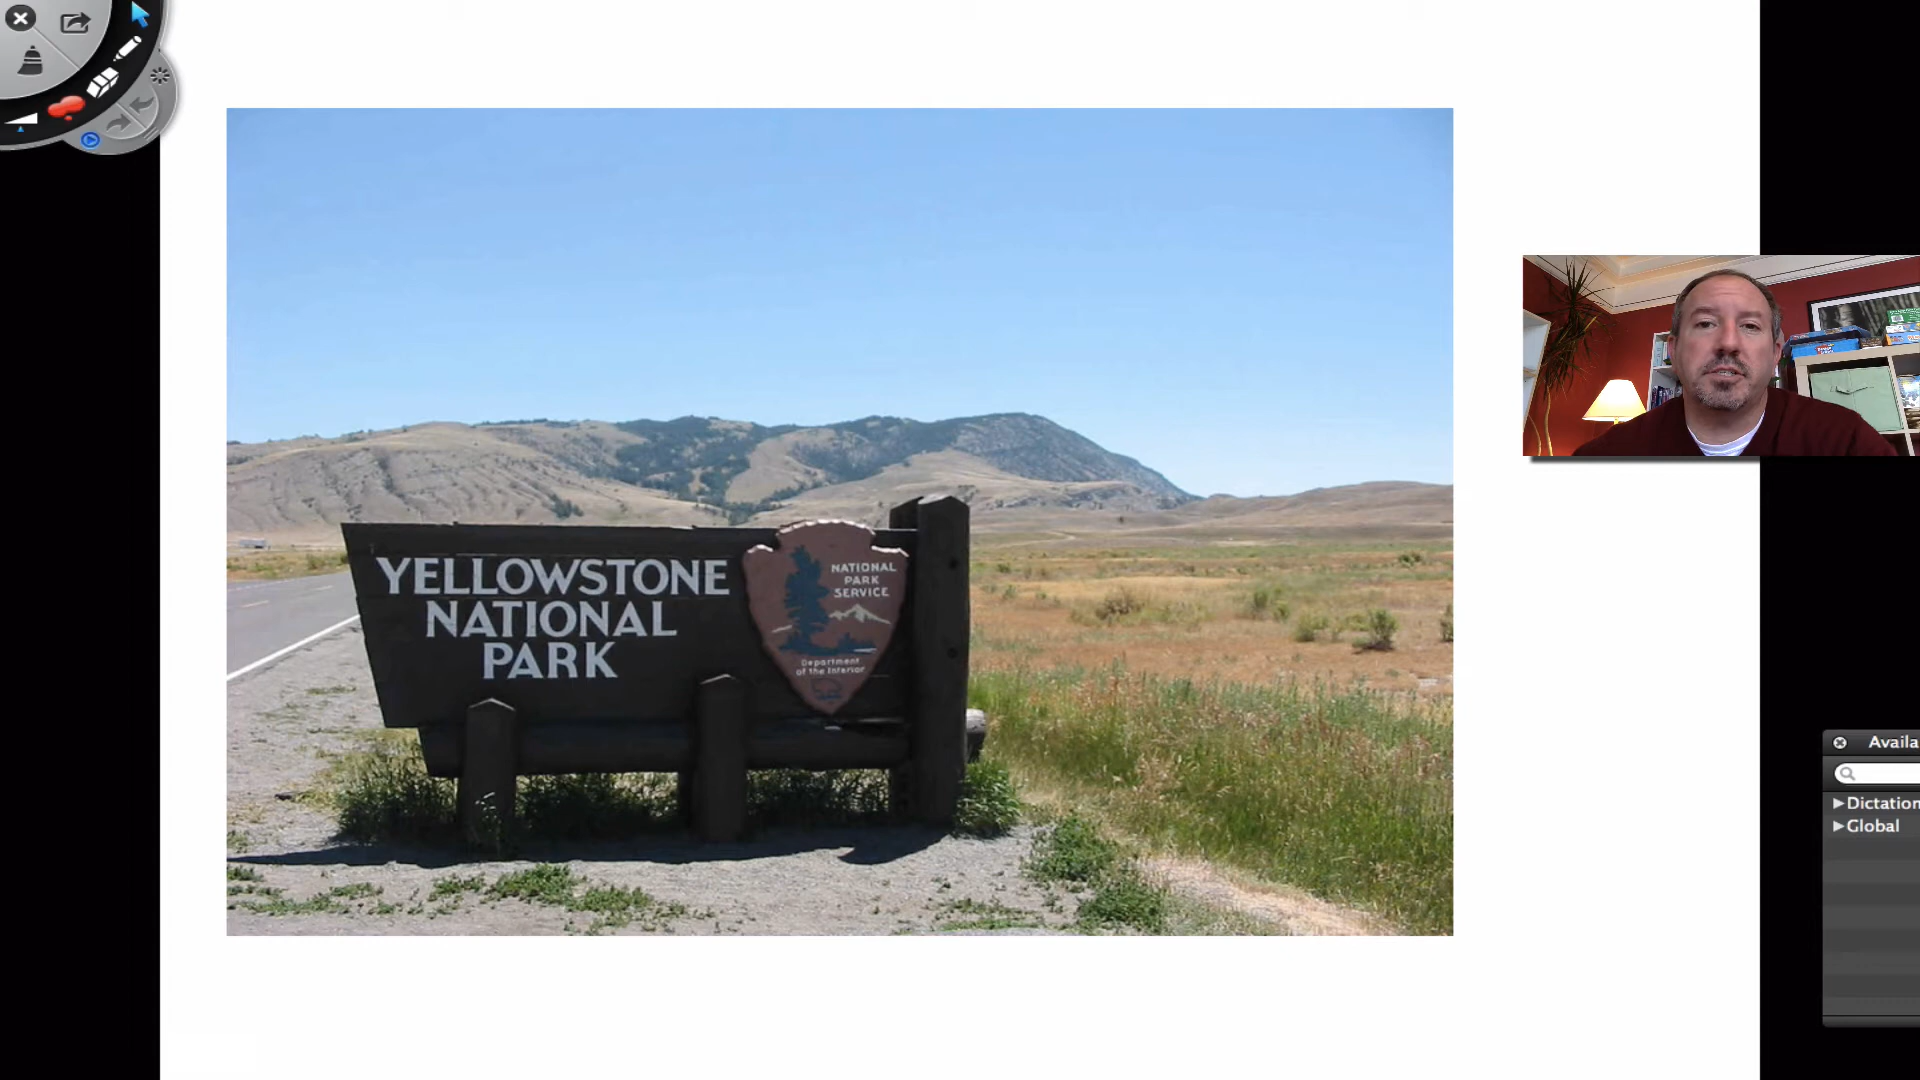 YELLOWSTONE
NATIONAL
PARK
NATIONAL
PARK
SERVICE
Department
of the Interior
Availa
Dictation
Global